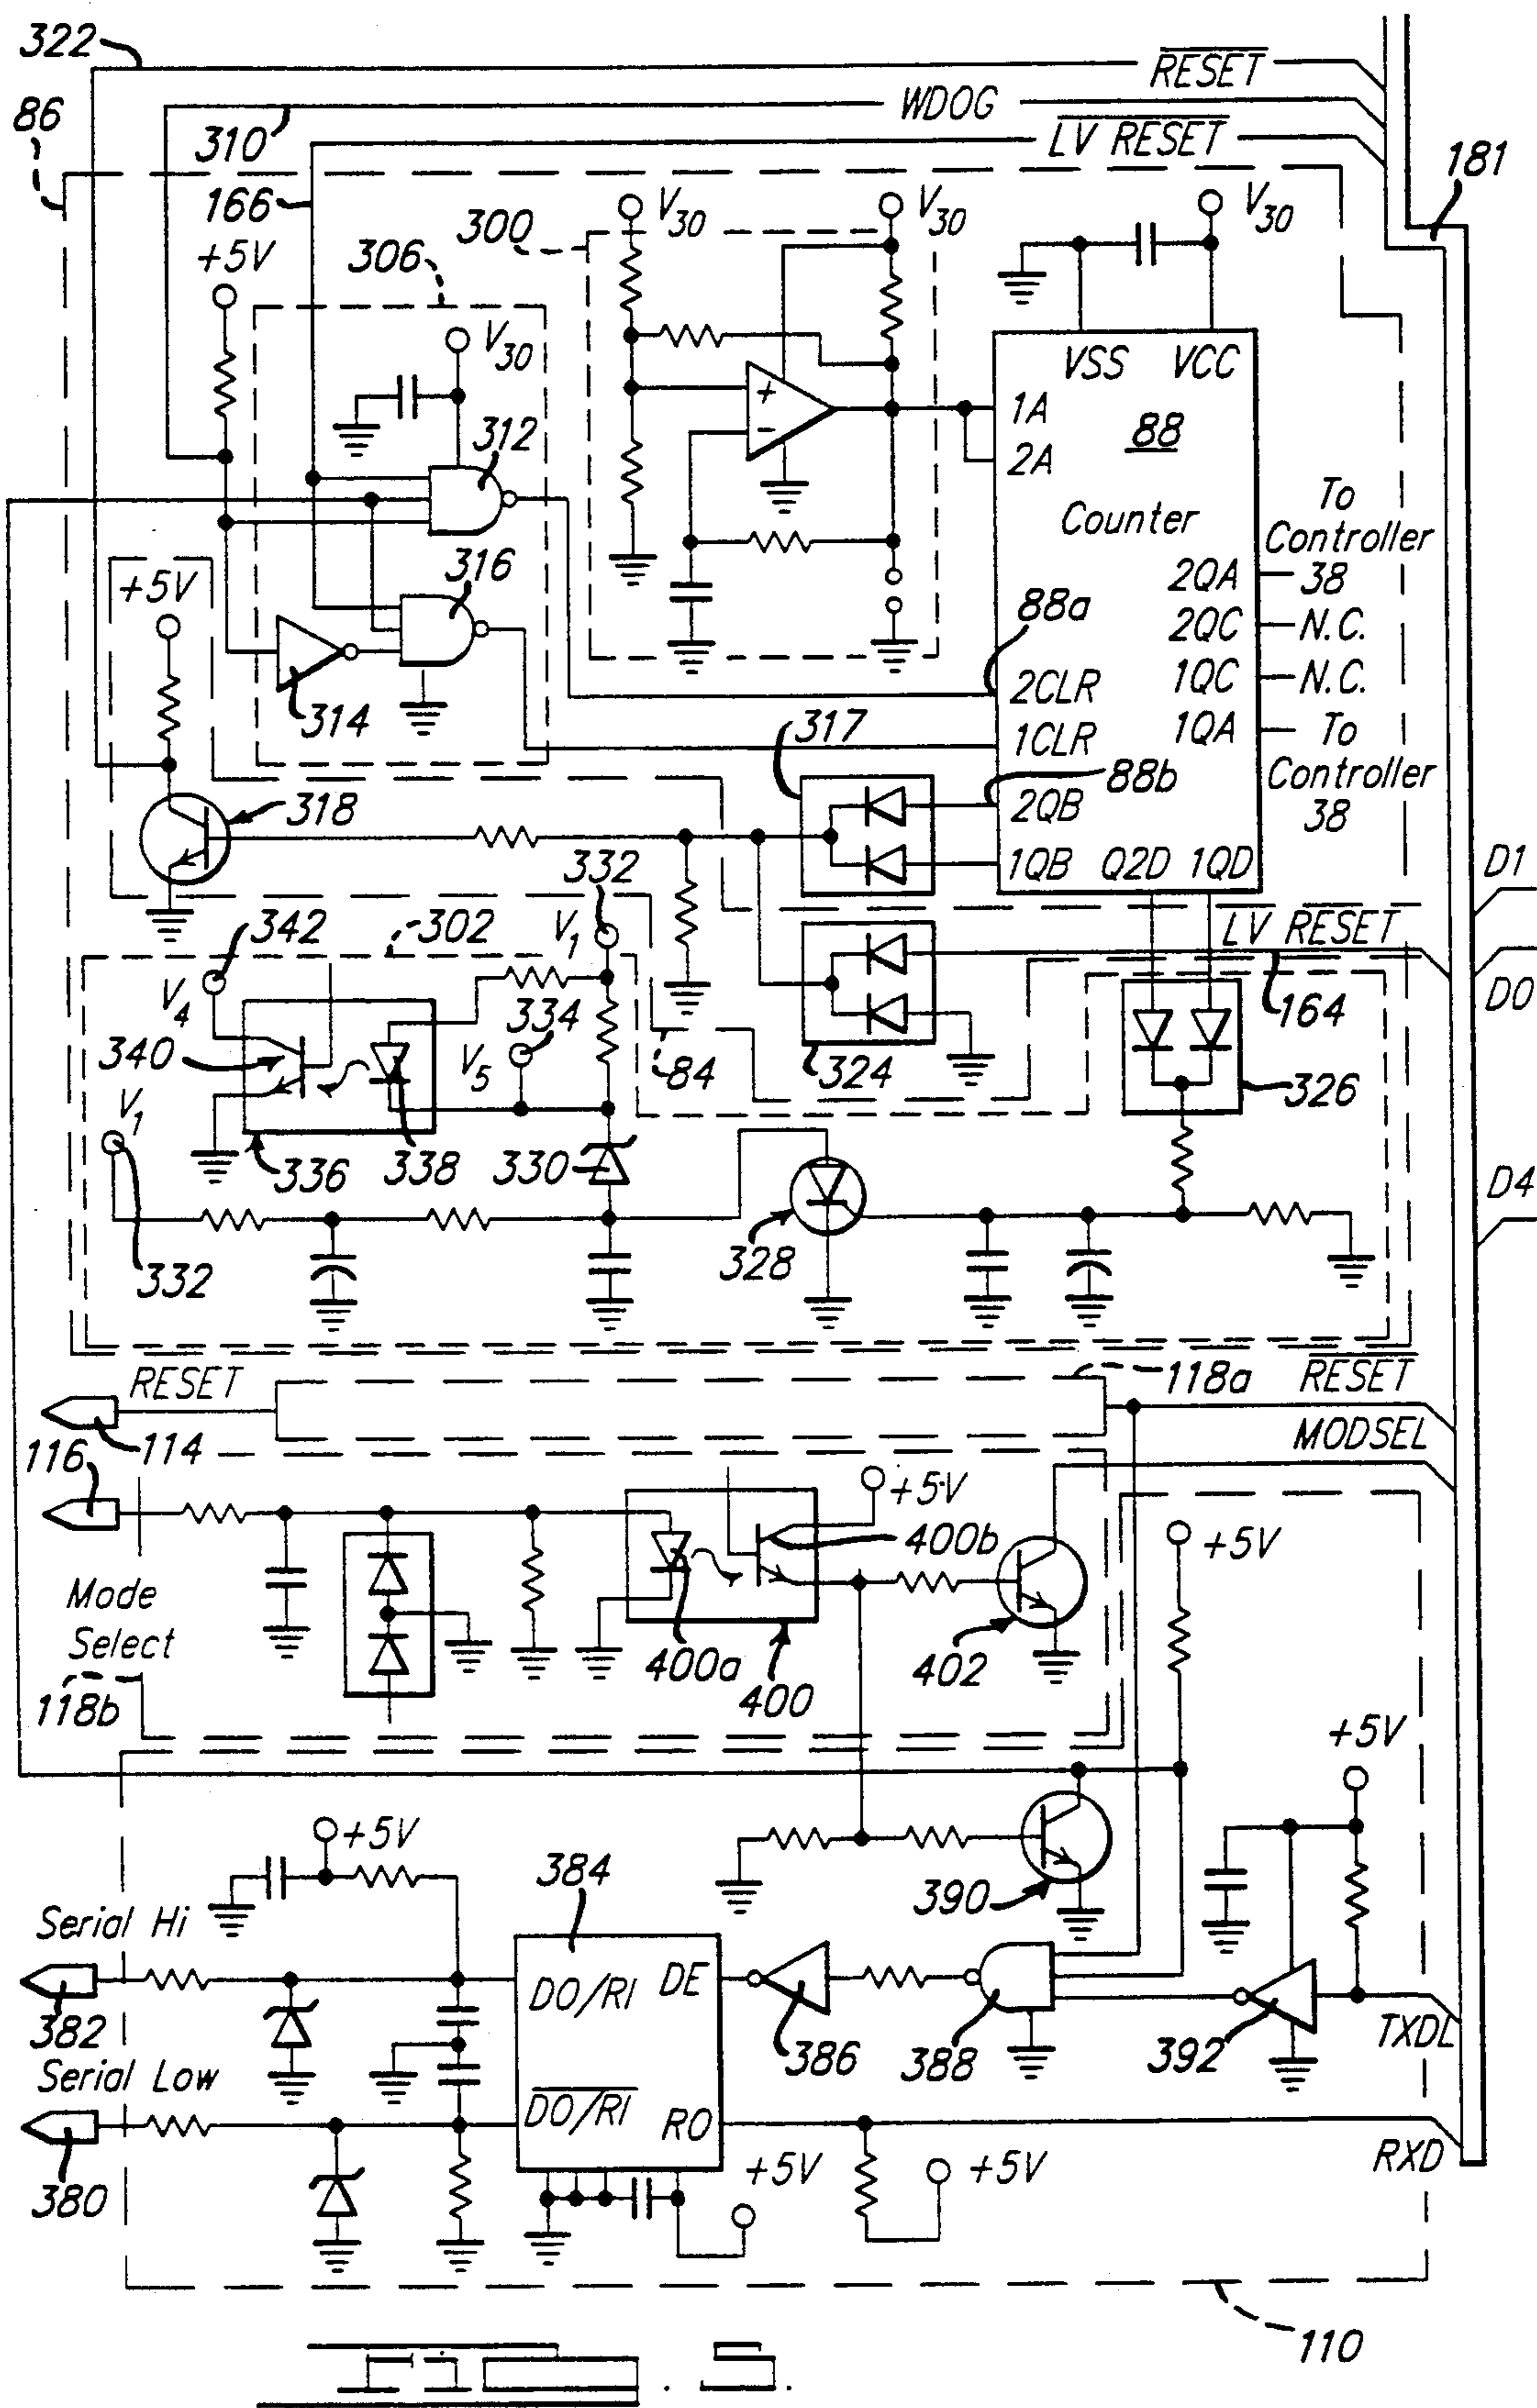 322
RESET
86
WDOG
310
LV RESET
181
166
V30
V30
V30
300
+5V
306
V30
VSS VCC
312
1A
88
2A
To
Controller
38
Counter
+5V
316
2QA
88a
2QC
N.C.
2CLR
1QC
N.C.
314
317
1CLR
1QA
To
Controller
38
88b
318
2QB
332
1QB Q2D 1QD
D1
342
302
V1
LV RESET
V4
334
164
D0
340
V5
84
324
326
V1
336
338
330
D4
328
332
RESET
118a
RESET
114
MODSEL
116
+5V
400b
+5V
Mode
Select
402
400a
400
118b
+5V
+5V
384
390
Serial Hi
DO/RI DE
382
386
388
392
TXDL
Serial Low
DO/RI RO
380
+5V
+5V
RXD
110